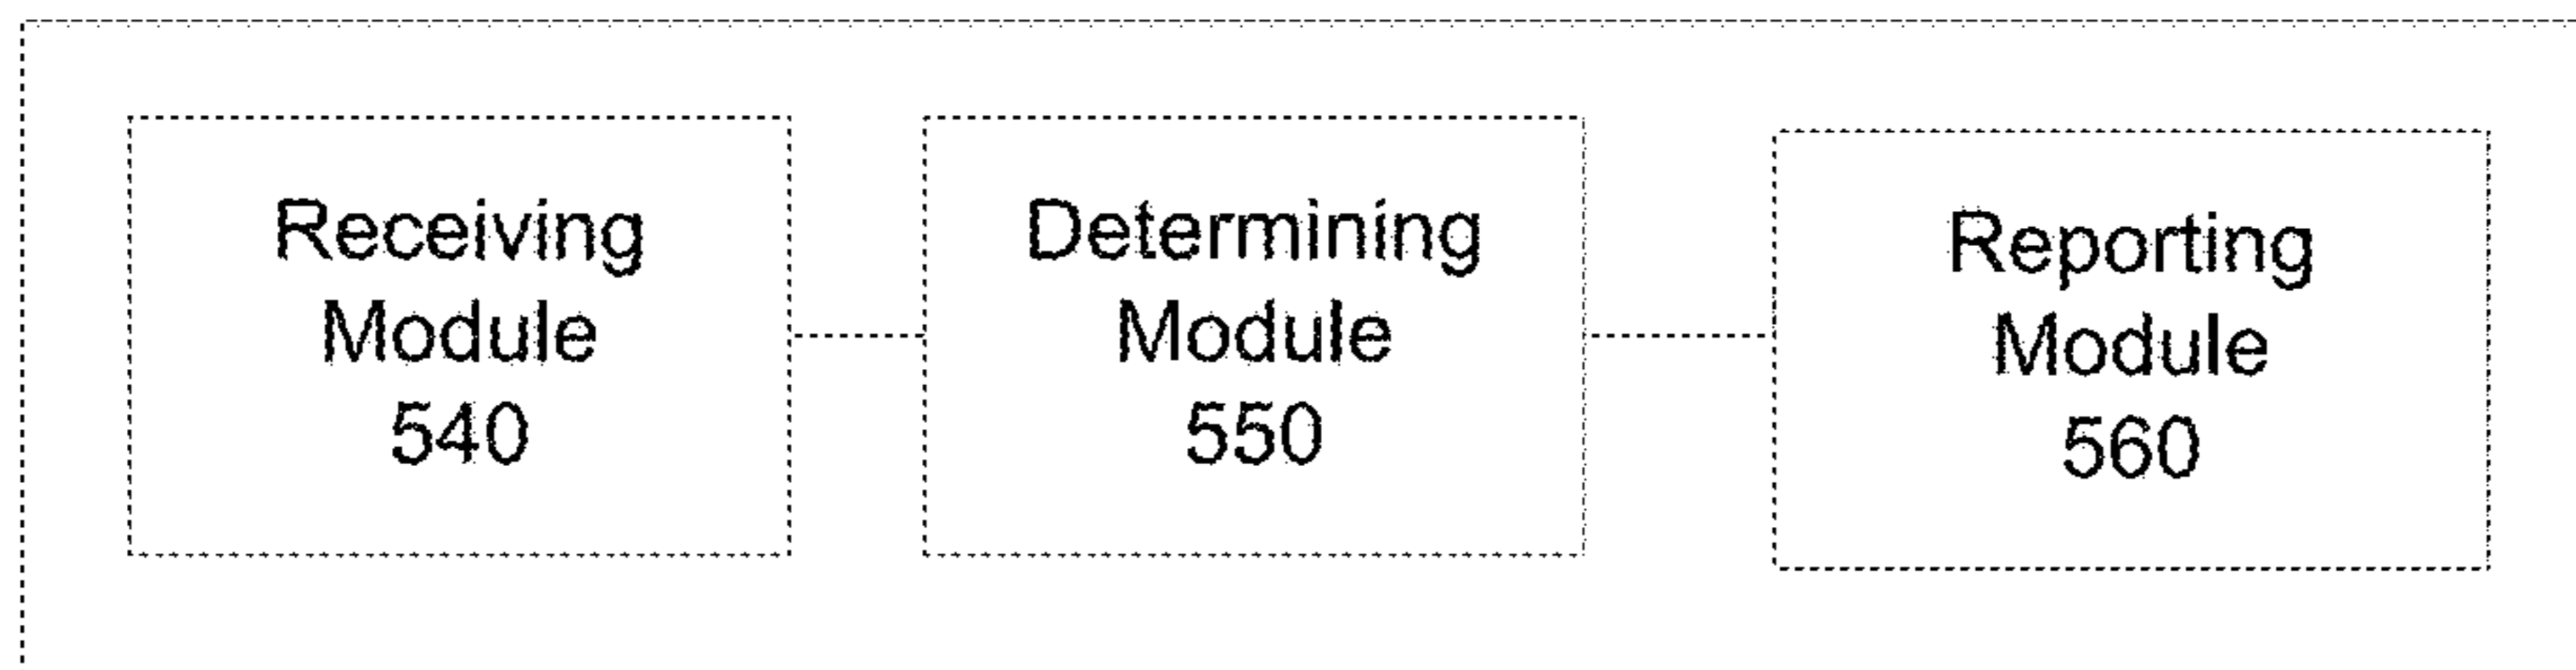 Receiving
Module
540
Determining
Module
550
Reporting
Module
560